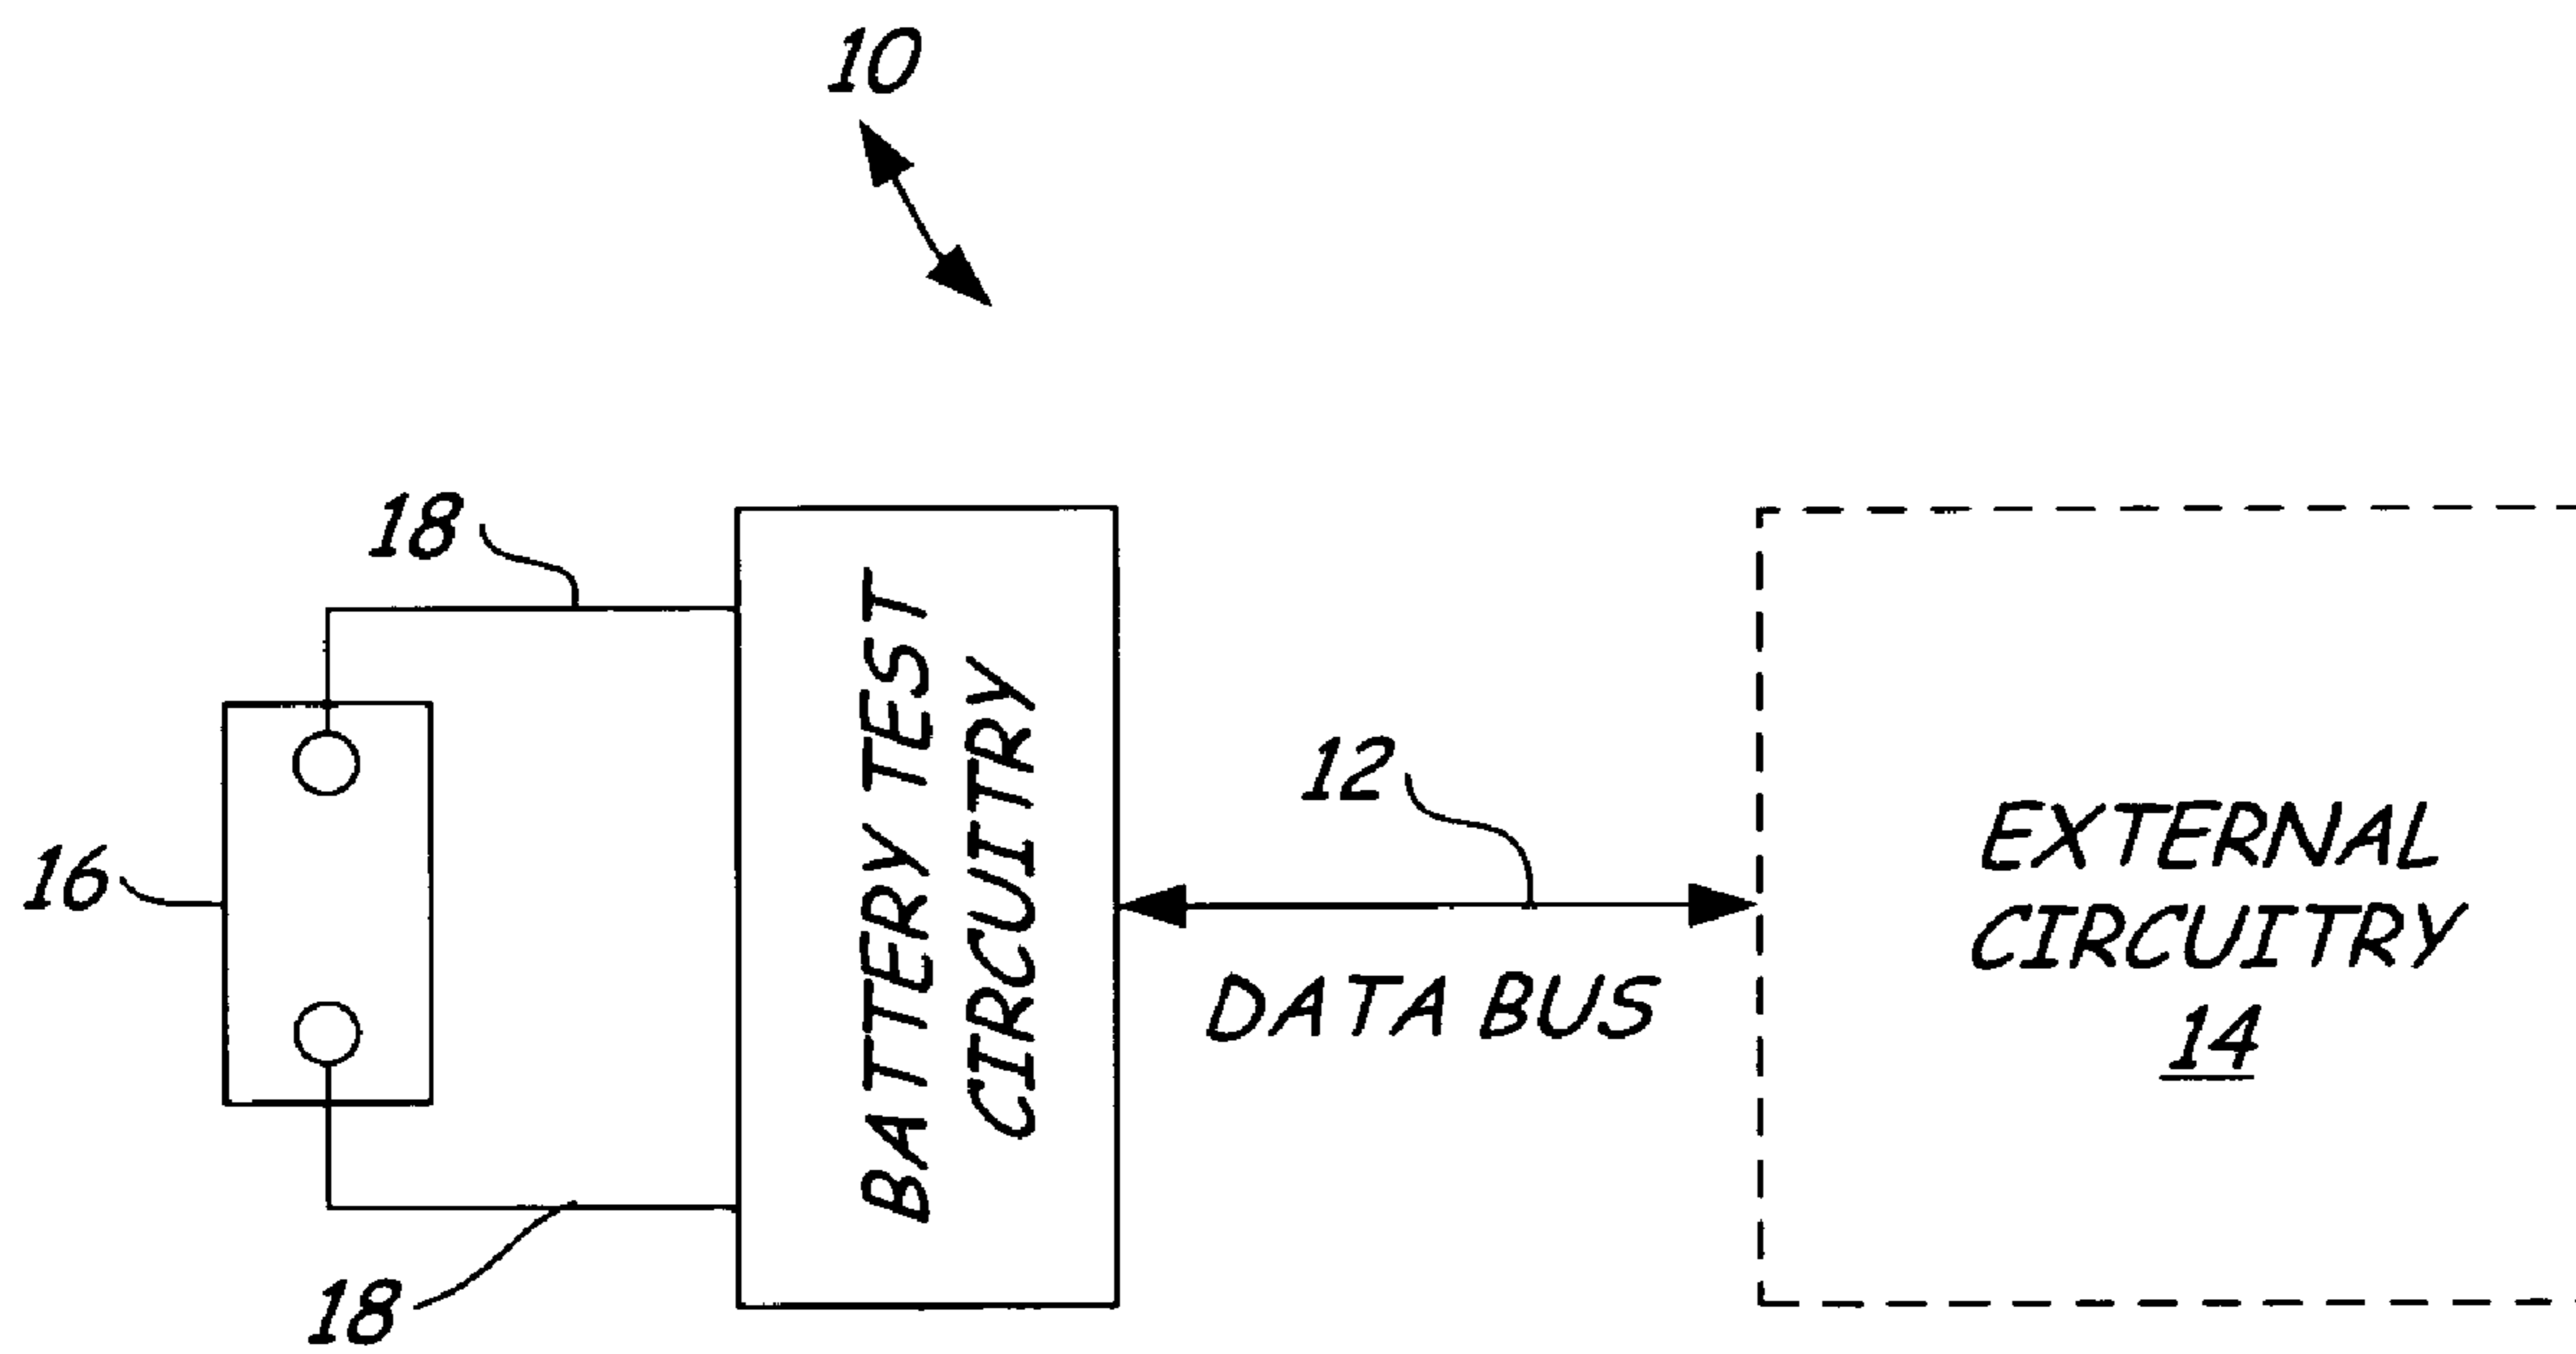 10
18
BATTERY TEST
CIRCUITRY
16
12
DATA BUS
EXTERNAL
CIRCUITRY
14
18